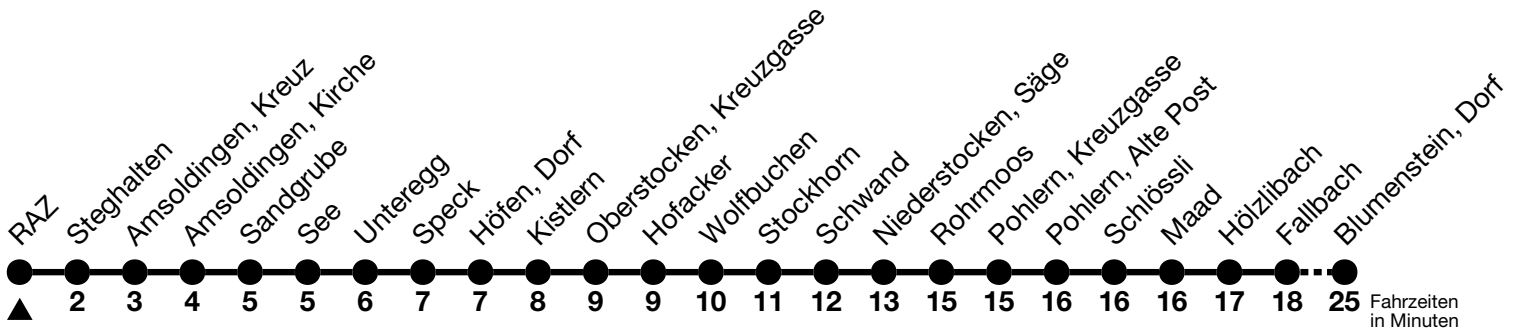 RAZ
Steghalten
Amsoldingen, Kreuz
Amsoldingen, Kirche
Sandgrube
See
Unteregg
Speck
Höfen, Dorf
Kistlern
Oberstocken, Kreuzgasse
Hofacker
Wolfbuchen
Stockhorn
Schwand
Niederstocken, Säge
Rohrmoos
Pohlern, Kreuzgasse
Pohlern, Alte Post
Schlössli
Maad
Hölzlibach
Fallbach
Blumenstein, Dorf
2 3 4 5 5 6 7 7 8 9 9 10 11 12 13 15 15 16 16 16 17 18 25 Fahrzeiten
in Minuten